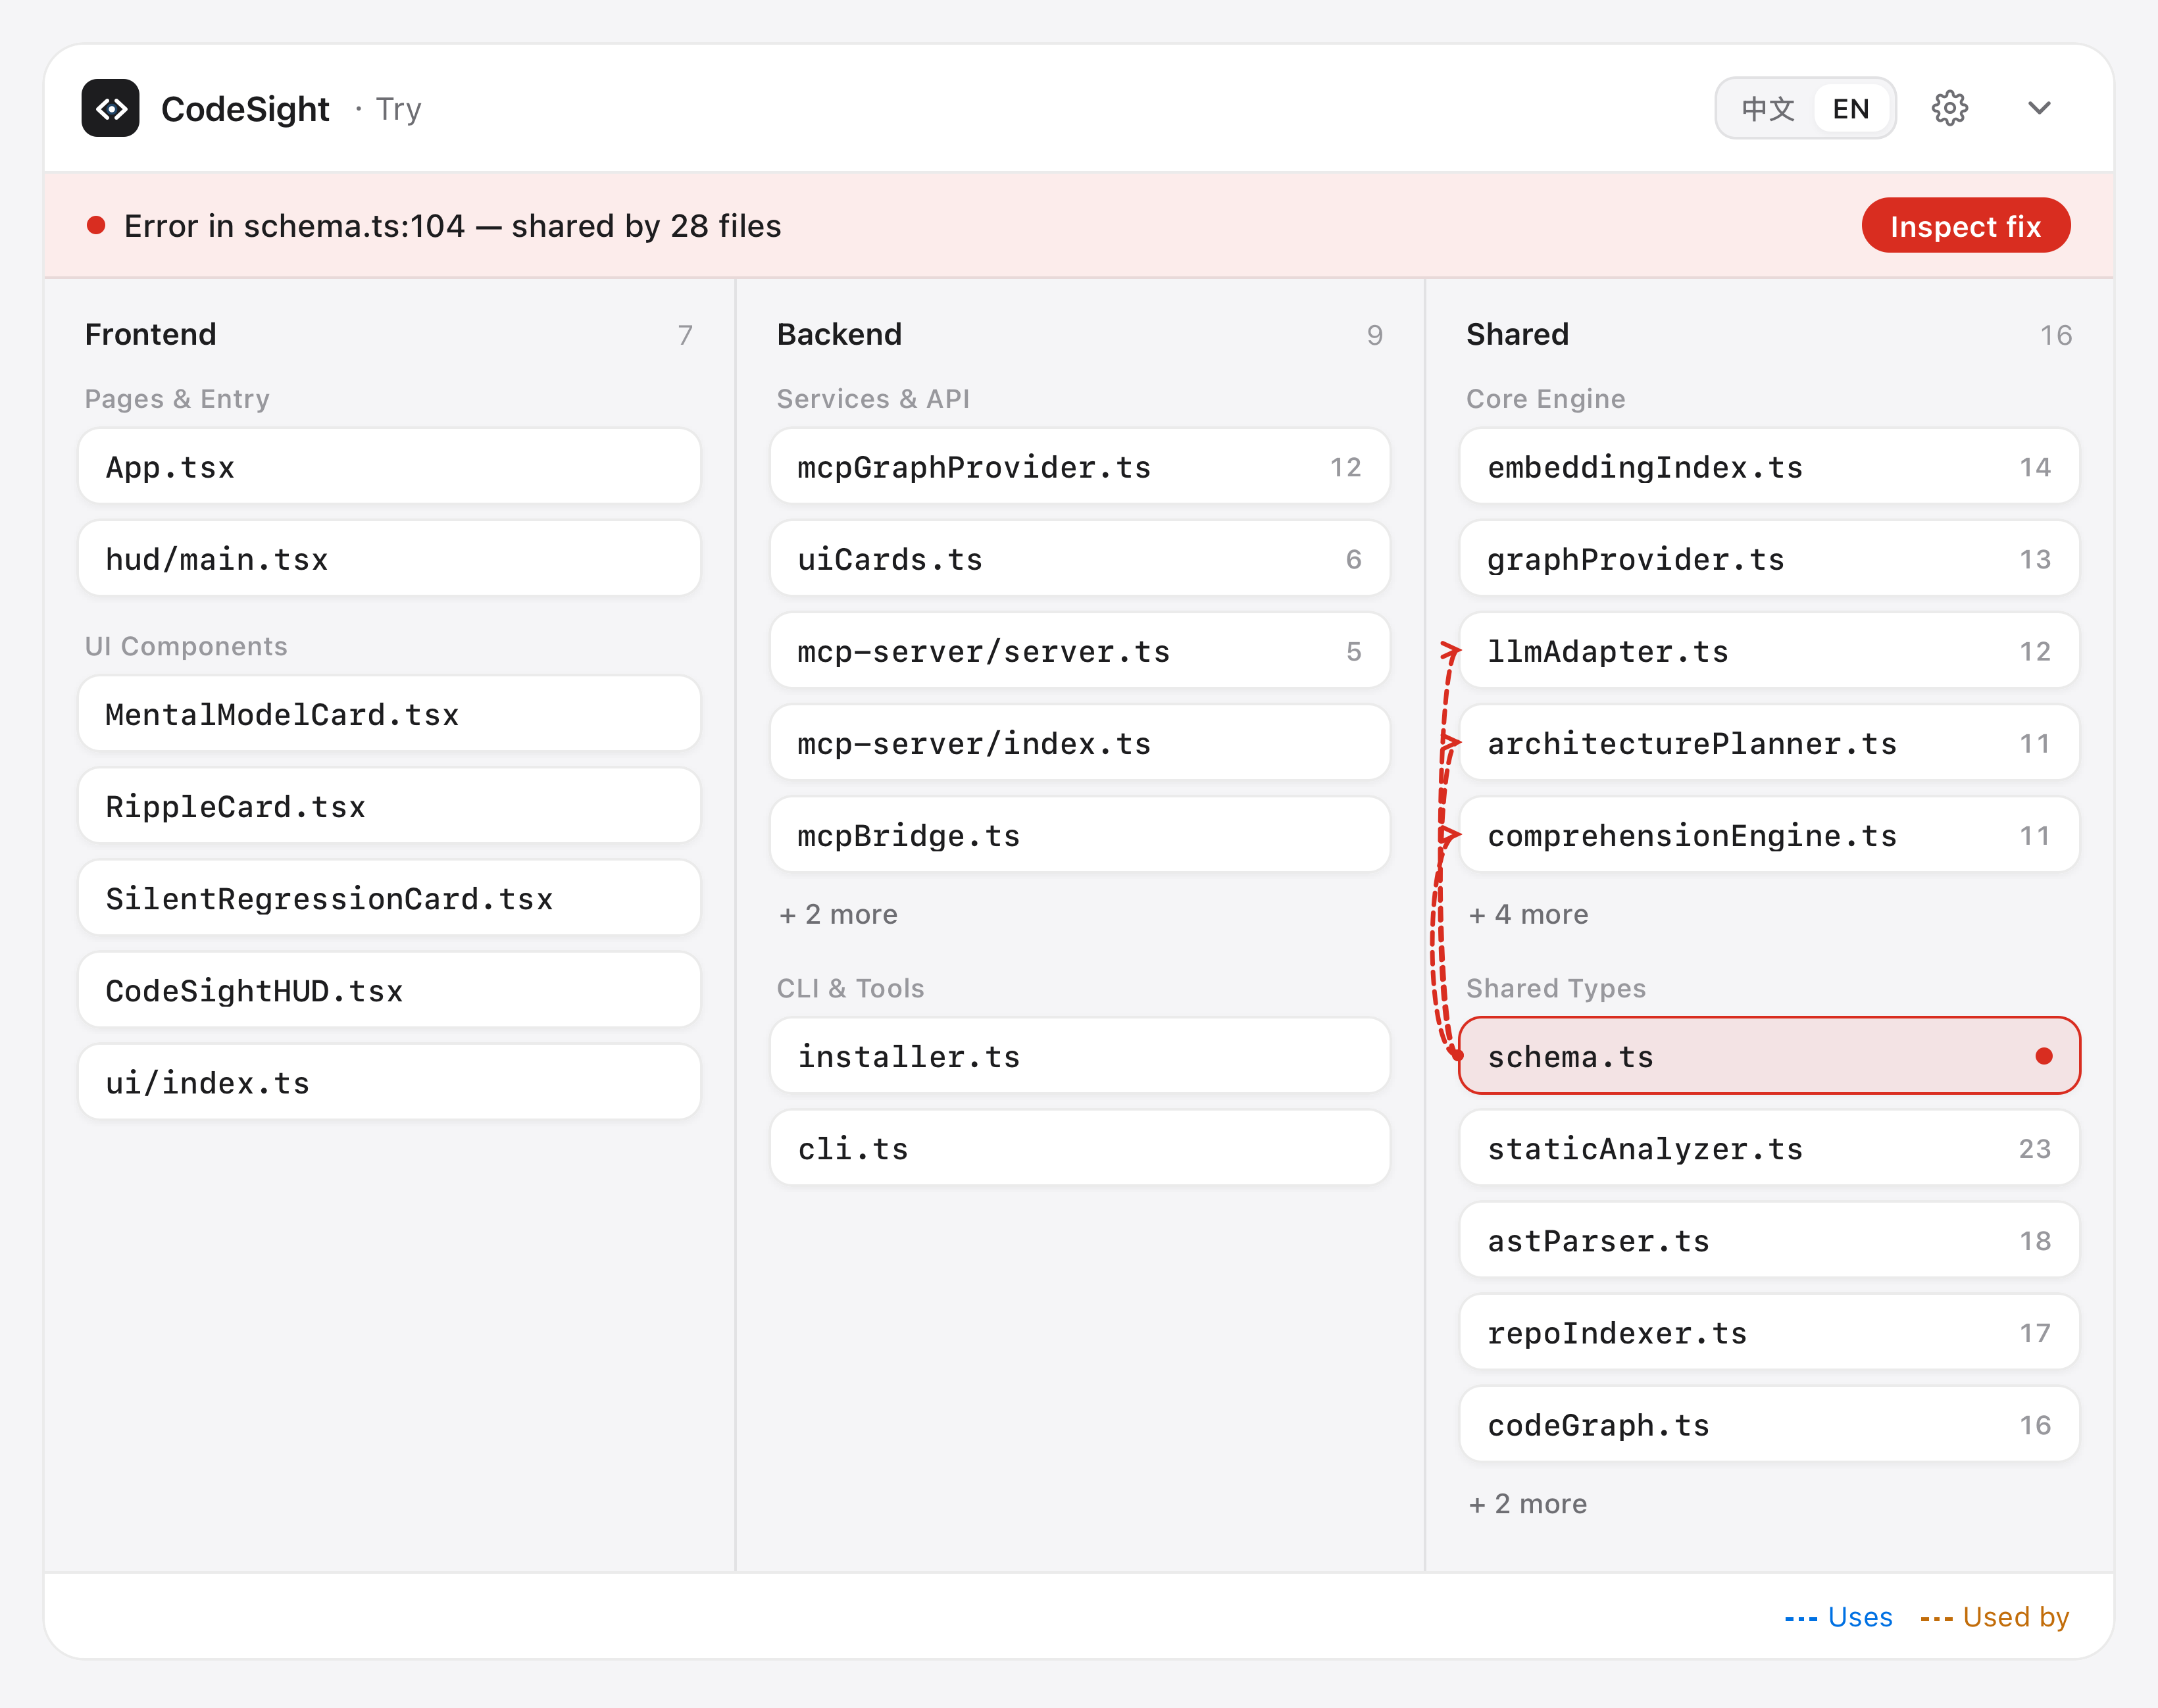 CodeSight · Try
中文 EN
Error in schema.ts:104 — shared by 28 files
Inspect fix
Frontend 7
Pages & Entry
App.tsx
hud/main.tsx
UI Components
MentalModelCard.tsx
RippleCard.tsx
SilentRegressionCard.tsx
CodeSightHUD.tsx
ui/index.ts
Backend 9
Services & API
mcpGraphProvider.ts 12
uiCards.ts 6
mcp-server/server.ts 5
mcp-server/index.ts
mcpBridge.ts
+ 2 more
CLI & Tools
installer.ts
cli.ts
Shared 16
Core Engine
embeddingIndex.ts 14
graphProvider.ts 13
llmAdapter.ts 12
architecturePlanner.ts 11
comprehensionEngine.ts 11
+ 4 more
Shared Types
schema.ts
staticAnalyzer.ts 23
astParser.ts 18
repoIndexer.ts 17
codeGraph.ts 16
+ 2 more
Uses Used by